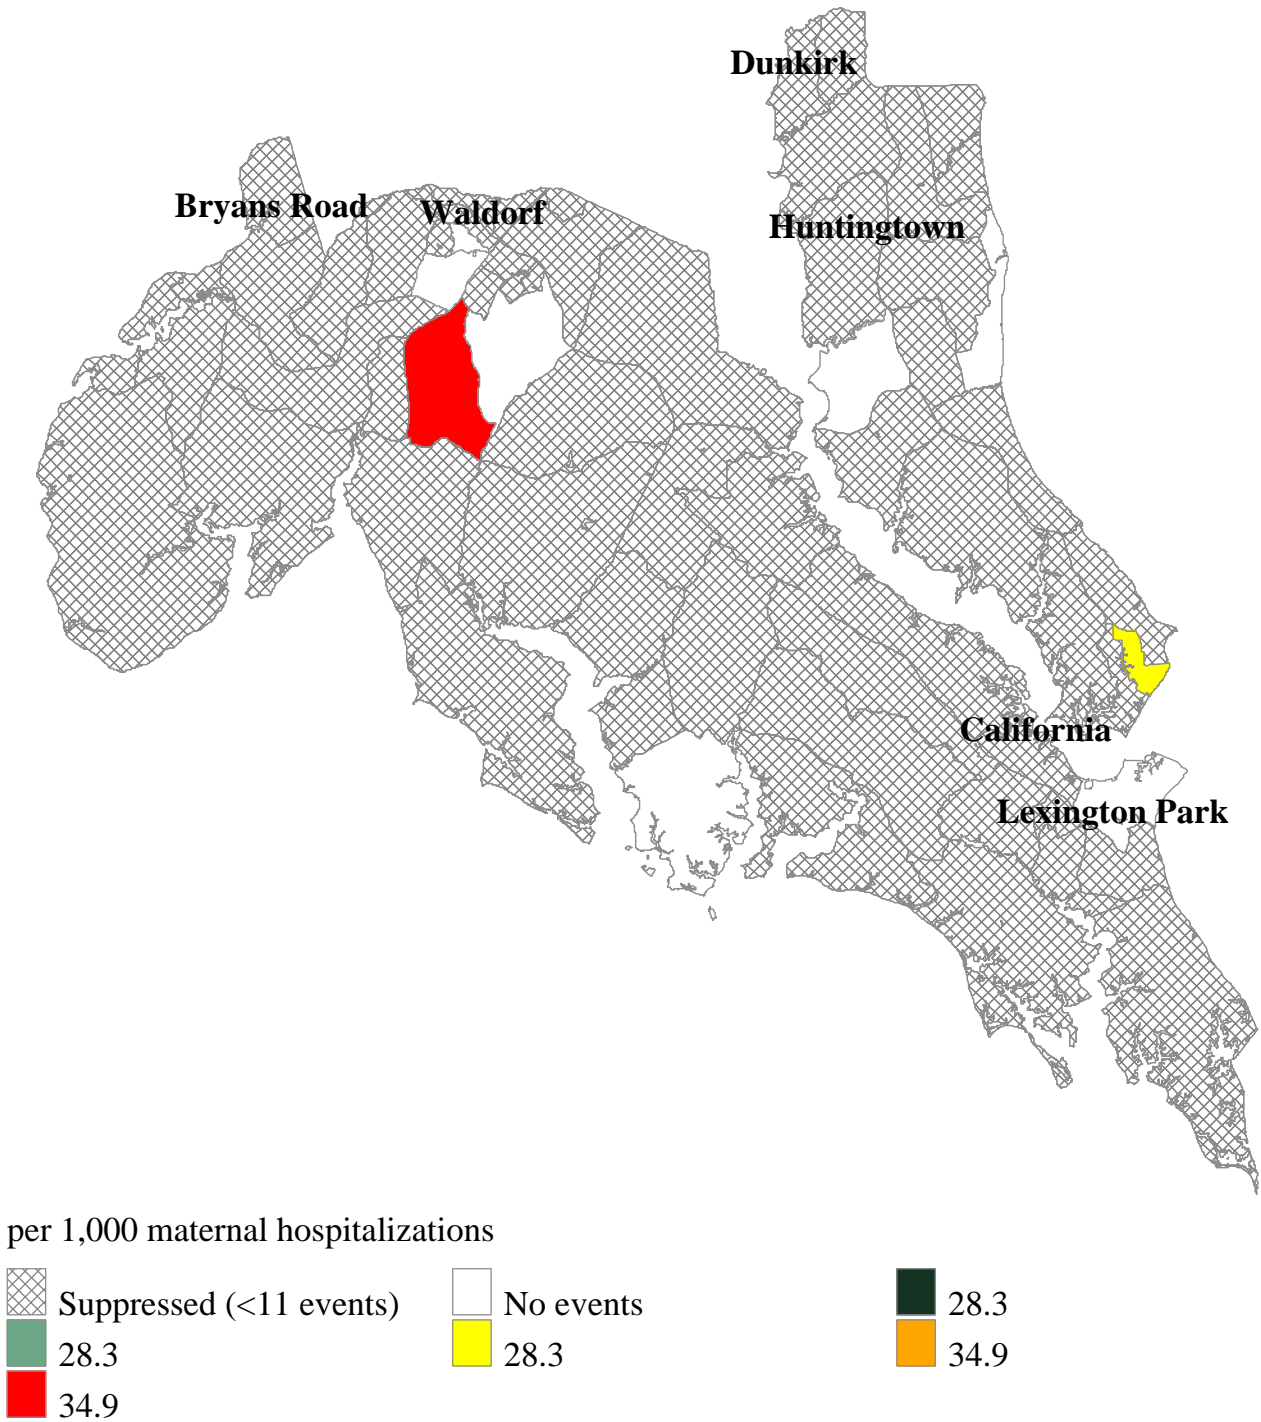 Dunkirk
Bryans Road
Waldorf
Huntingtown
California
Lexington Park
per 1,000 maternal hospitalizations
Suppressed (<11 events)
No events
28.3
28.3
28.3
34.9
34.9